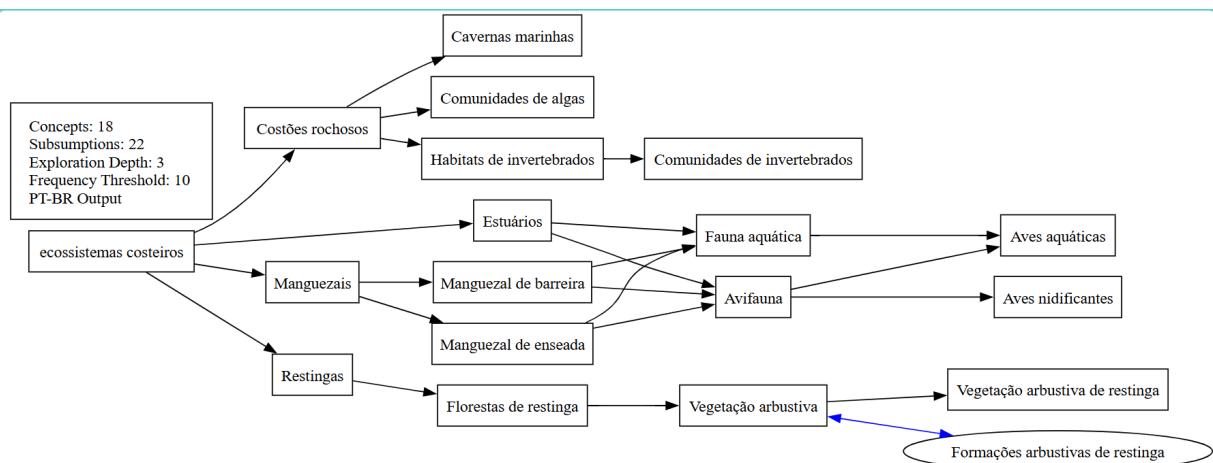 Concepts: 18
Subsumptions: 22
Exploration Depth: 3
Frequency Threshold: 10
PT-BR Output
ecossistemas costeiros
Costões rochosos
Cavernas marinhas
Comunidades de algas
Habitats de invertebrados
Comunidades de invertebrados
Estuários
Manguezais
Manguezal de barreira
Manguezal de enseada
Fauna aquática
Avifauna
Aves aquáticas
Aves nidificantes
Restingas
Florestas de restinga
Vegetação arbustiva
Vegetação arbustiva de restinga
Formações arbustivas de restinga